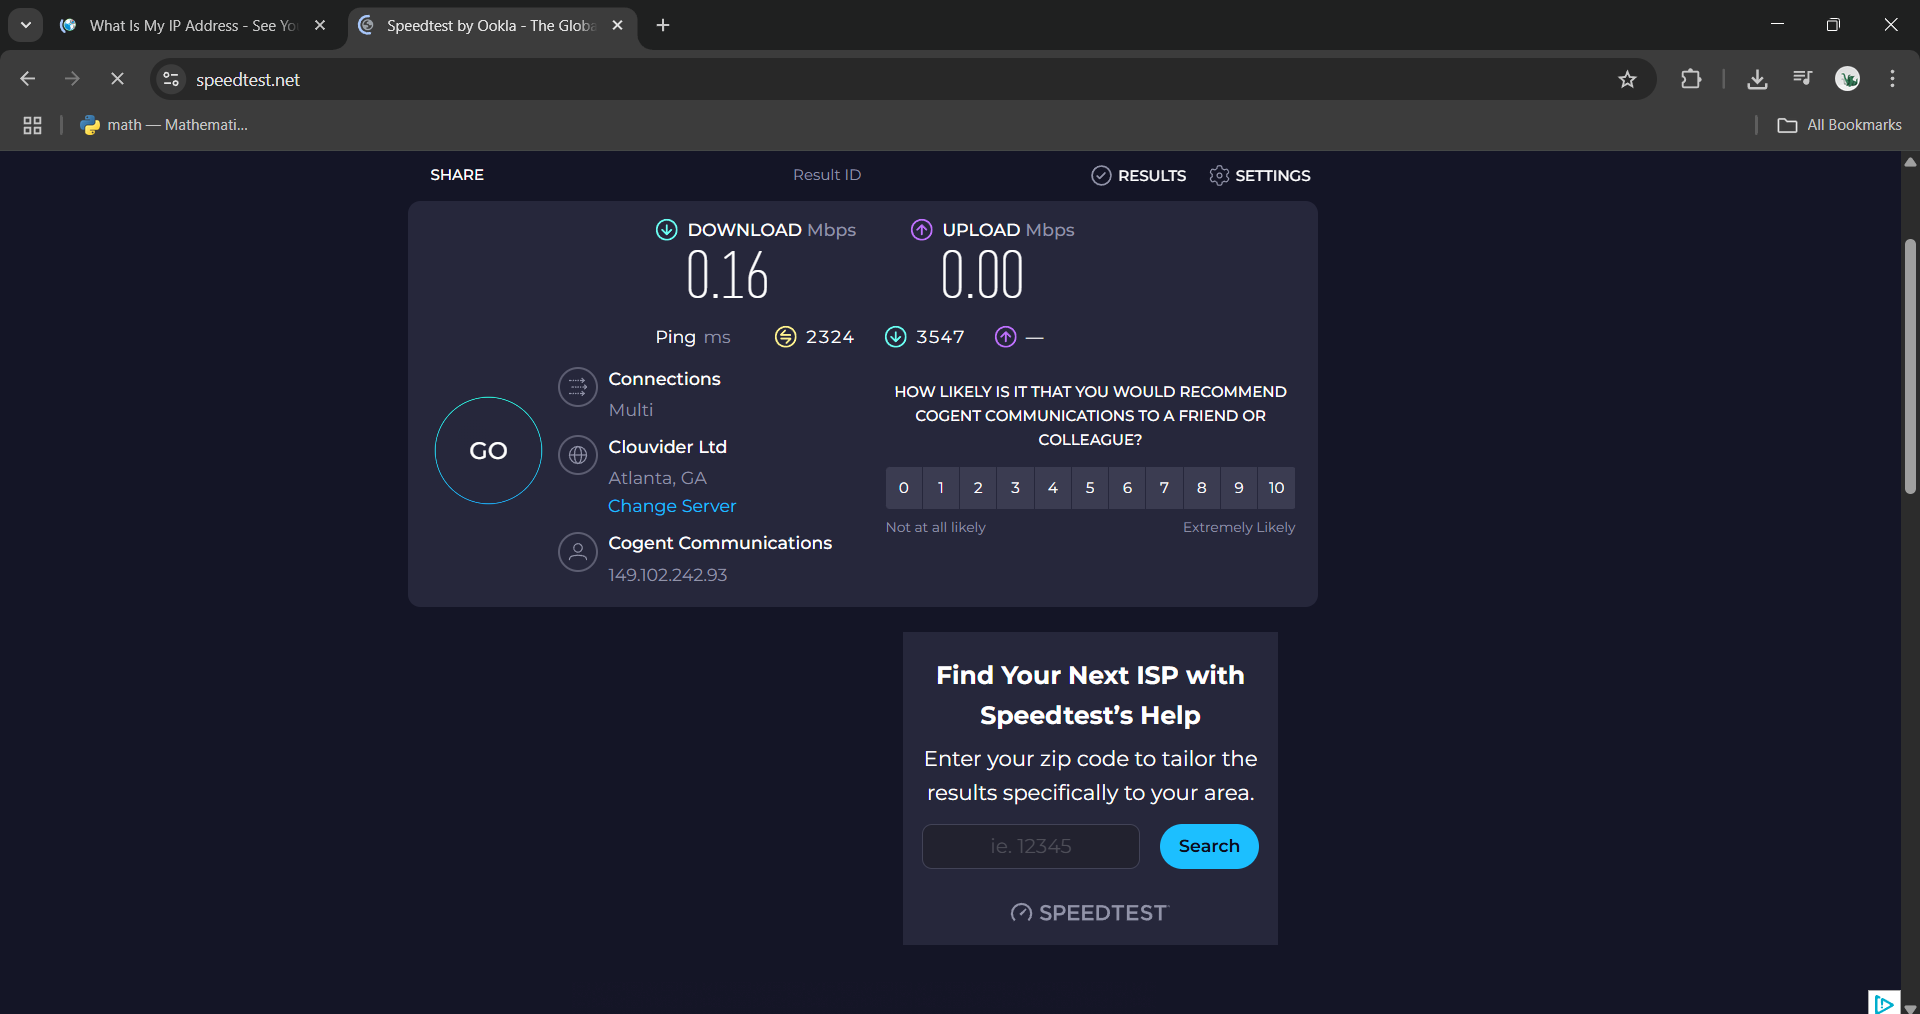 What Is My IP Address - See Yo
Speedtest by Ookla - The Globa
speedtest.net
math — Mathemati...
All Bookmarks
SHARE
Result ID
RESULTS
SETTINGS
DOWNLOAD Mbps
UPLOAD Mbps
0.16
0.00
Ping ms
2324
3547
—
Connections
Multi
GO
Clouvider Ltd
Atlanta, GA
Change Server
Cogent Communications
149.102.242.93
HOW LIKELY IS IT THAT YOU WOULD RECOMMEND
COGENT COMMUNICATIONS TO A FRIEND OR
COLLEAGUE?
0 1 2 3 4 5 6 7 8 9 10
Not at all likely
Extremely Likely
Find Your Next ISP with
Speedtest’s Help
Enter your zip code to tailor the
results specifically to your area.
ie. 12345
Search
SPEEDTEST